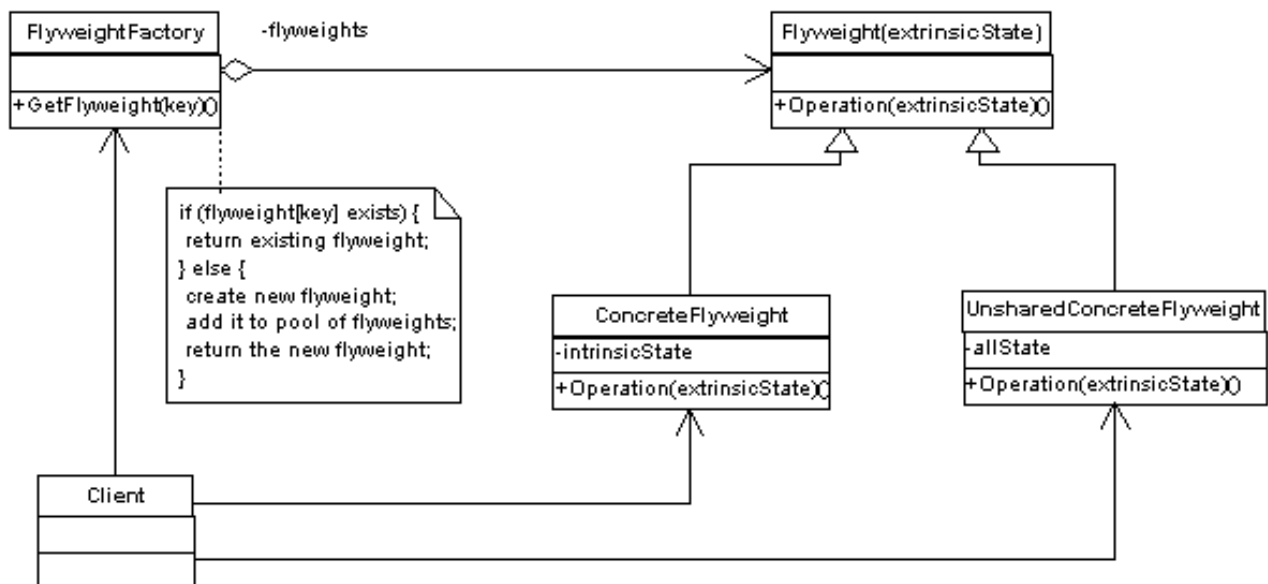 FlyweightFactory
+GetFlyweight(key)()
-flyweights
Flyweight(extrinsicState)
+Operation(extrinsicState)()
if (flyweight[key] exists) {
return existing flyweight;
} else {
create new flyweight;
add it to pool of flyweights;
return the new flyweight;
}
ConcreteFlyweight
-intrinsicState
+Operation(extrinsicState)()
UnsharedConcreteFlyweight
-allState
+Operation(extrinsicState)()
Client